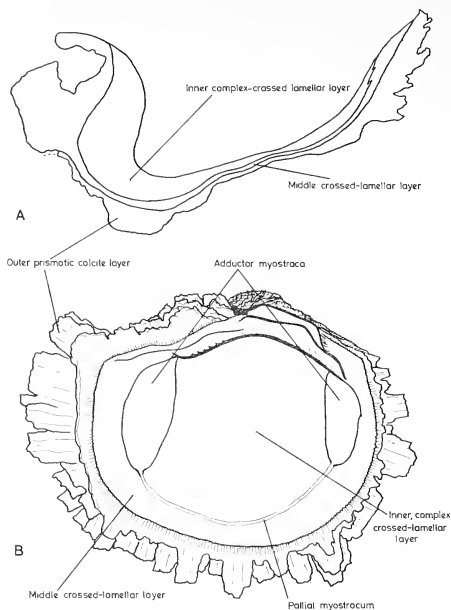 Inner complex-crossed lamellar layer
Middle crossed-lamellar layer
A
Outer prismatic calcite layer
Adductor myostraca
Inner, complex
crossed-lamellar
layer
B
Middle crossed-lamellar layer
Pallial myostrocum